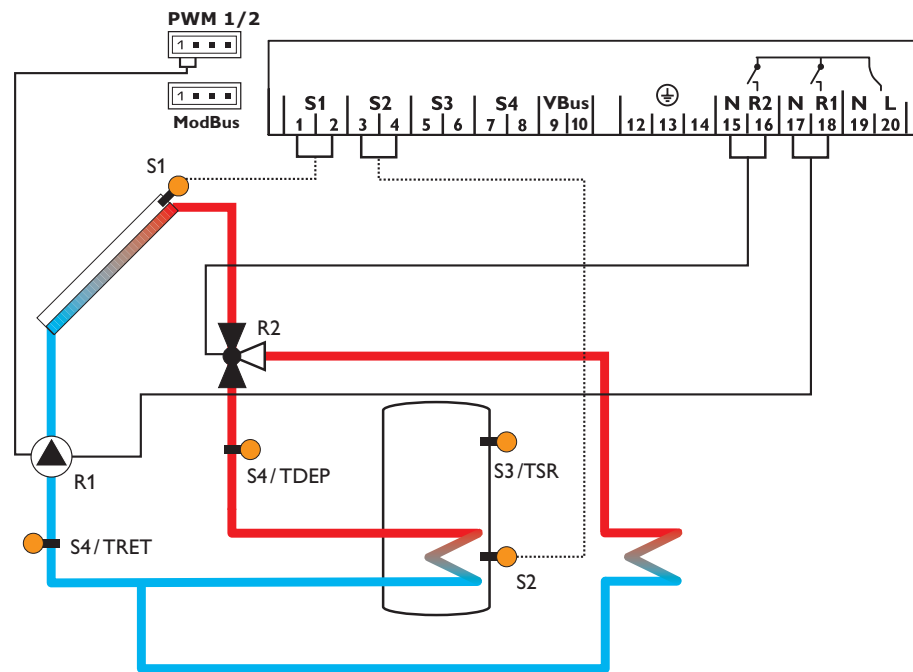 PWM 1/2
1
1
ModBus
S1 S2 S3 S4 VBus N R2 N R1 N L
1 2 3 4 5 6 7 8 9 10 12 13 14 15 16 17 18 19 20
S1
R2
S4/TDEP
S3/TSR
R1
S4/TRET
S2